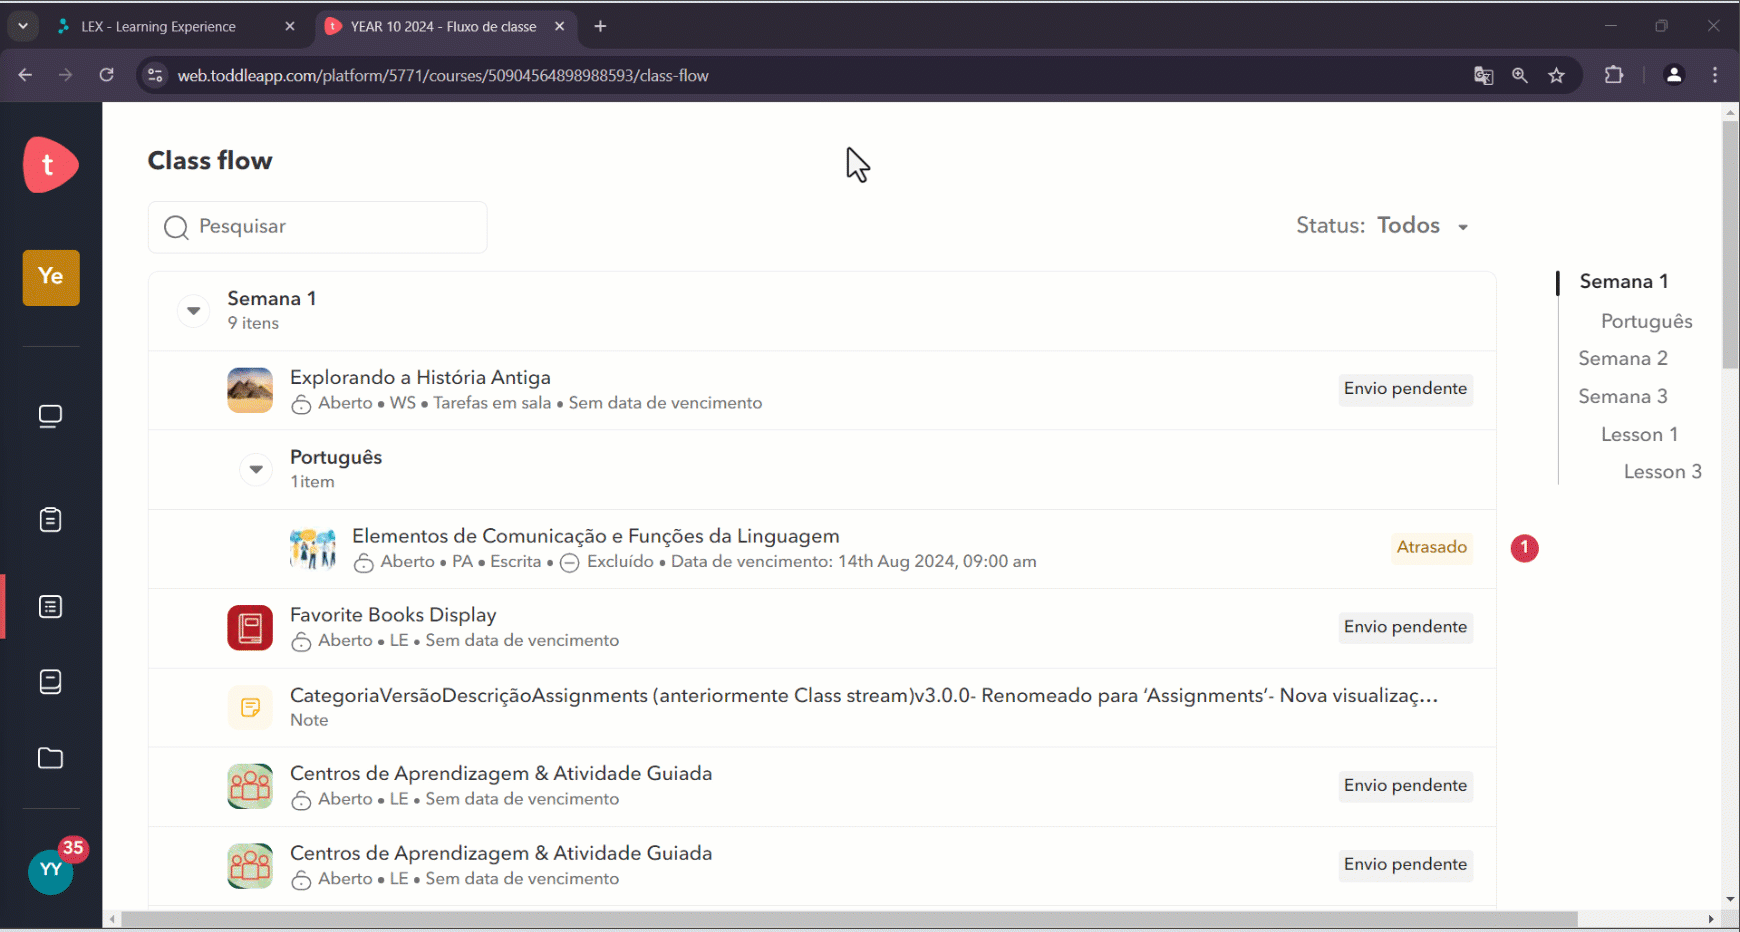 LEX - Learning Experience
YEAR 10 2024 - Fluxo de classe
web.toddleapp.com/platform/5771/courses/50904564898988593/class-flow
t
Ye
35
YY
Class flow
Pesquisar
Status: Todos
Semana 1
9 itens
Explorando a História Antiga
Aberto • WS • Tarefas em sala • Sem data de vencimento
Envio pendente
Português
1item
Elementos de Comunicação e Funções da Linguagem
Aberto • PA • Escrita • Excluído • Data de vencimento: 14th Aug 2024, 09:00 am
Atrasado
1
Favorite Books Display
Aberto • LE • Sem data de vencimento
Envio pendente
CategoriaVersãoDescriçãoAssignments (anteriormente Class stream)v3.0.0- Renomeado para ‘Assignments’- Nova visualizaç...
Note
Centros de Aprendizagem & Atividade Guiada
Aberto • LE • Sem data de vencimento
Envio pendente
Centros de Aprendizagem & Atividade Guiada
Aberto • LE • Sem data de vencimento
Envio pendente
Semana 1
Português
Semana 2
Semana 3
Lesson 1
Lesson 3